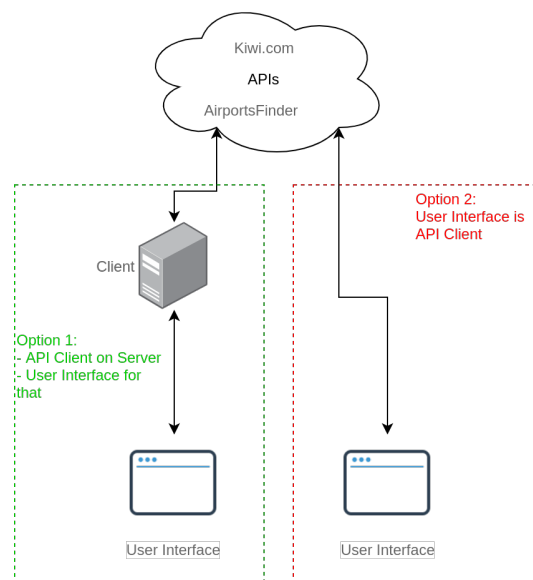 Kiwi.com
APIs
AirportsFinder
Option 2:
User Interface is
API Client
Client
Option 1:
- API Client on Server
- User Interface for
that
User Interface
User Interface